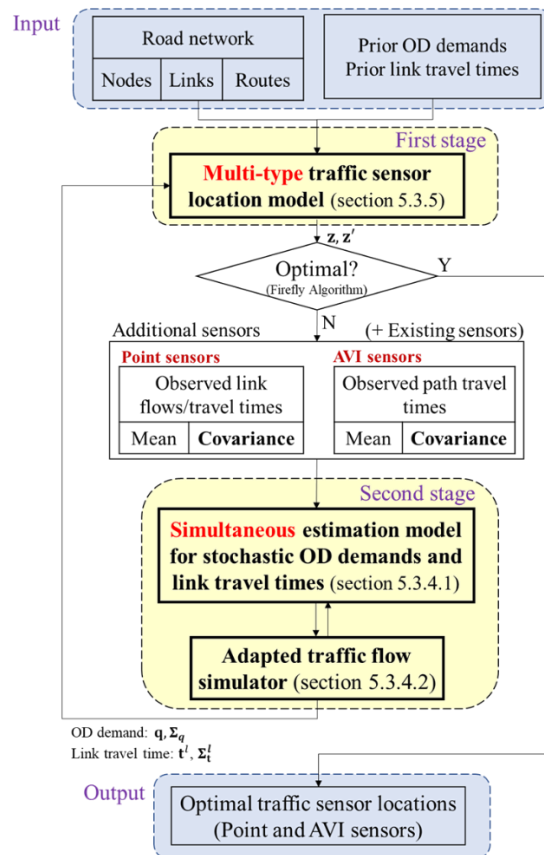 Input
Road network
Nodes
Links
Routes
Prior OD demands
Prior link travel times
First stage
Multi-type traffic sensor
location model (section 5.3.5)
z, z′
Optimal?
(Firefly Algorithm)
Y
N
Additional sensors
(+ Existing sensors)
Point sensors
Observed link
flows/travel times
Mean
Covariance
AVI sensors
Observed path travel
times
Mean
Covariance
Second stage
Simultaneous estimation model
for stochastic OD demands and
link travel times (section 5.3.4.1)
Adapted traffic flow
simulator (section 5.3.4.2)
OD demand: q, Σ_q
Link travel time: t^l, Σ_t^l
Output
Optimal traffic sensor locations
(Point and AVI sensors)